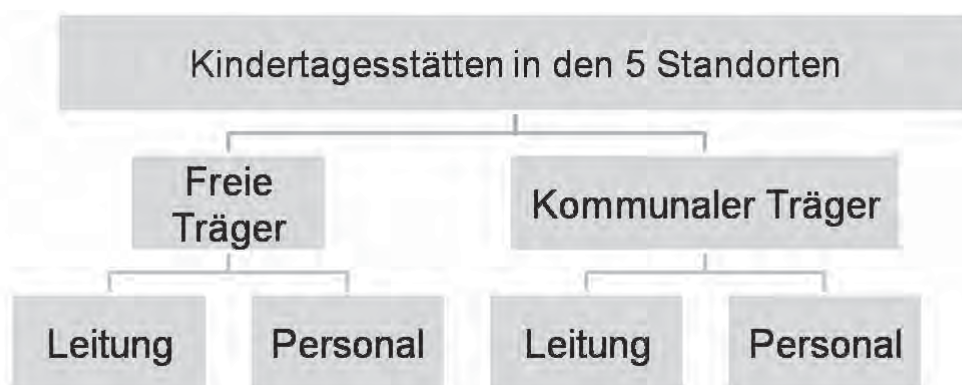 Kindertagesstätten in den 5 Standorten
Freie
Träger
Kommunaler Träger
Leitung
Personal
Leitung
Personal